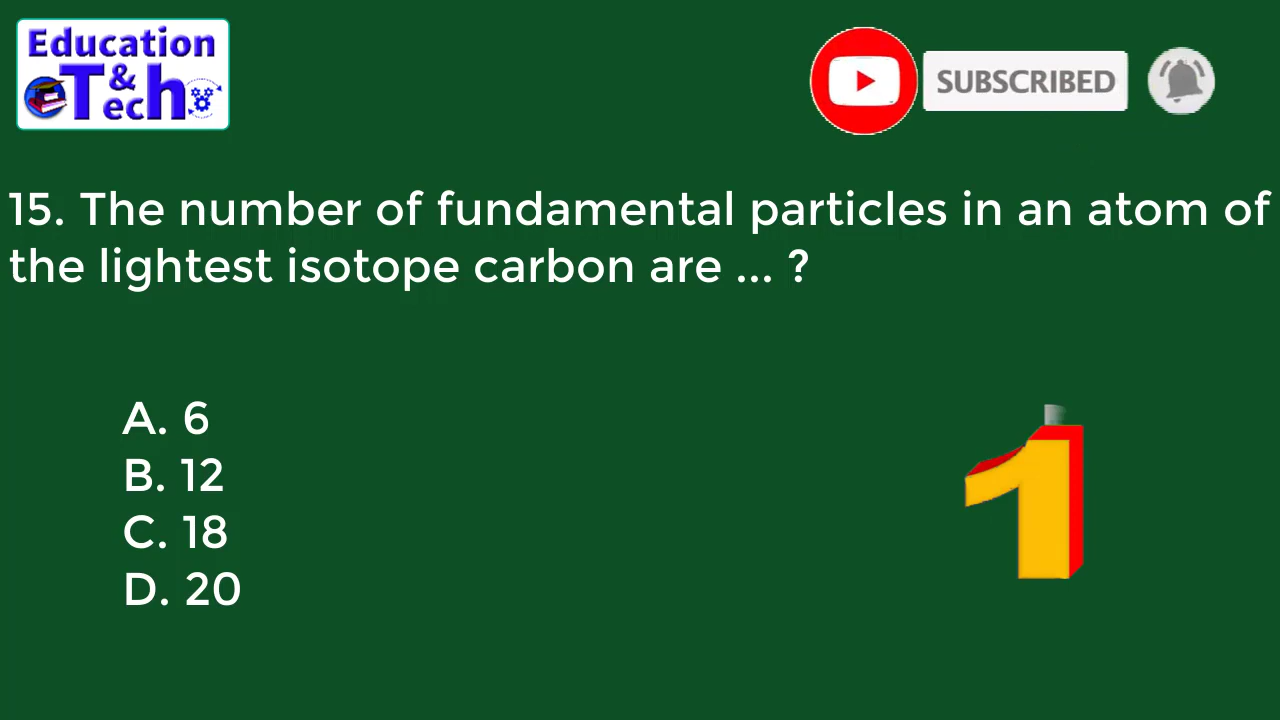 Education
& Tech
SUBSCRIBED
15. The number of fundamental particles in an atom of
the lightest isotope carbon are ... ?
A. 6
B. 12
C. 18
D. 20
1